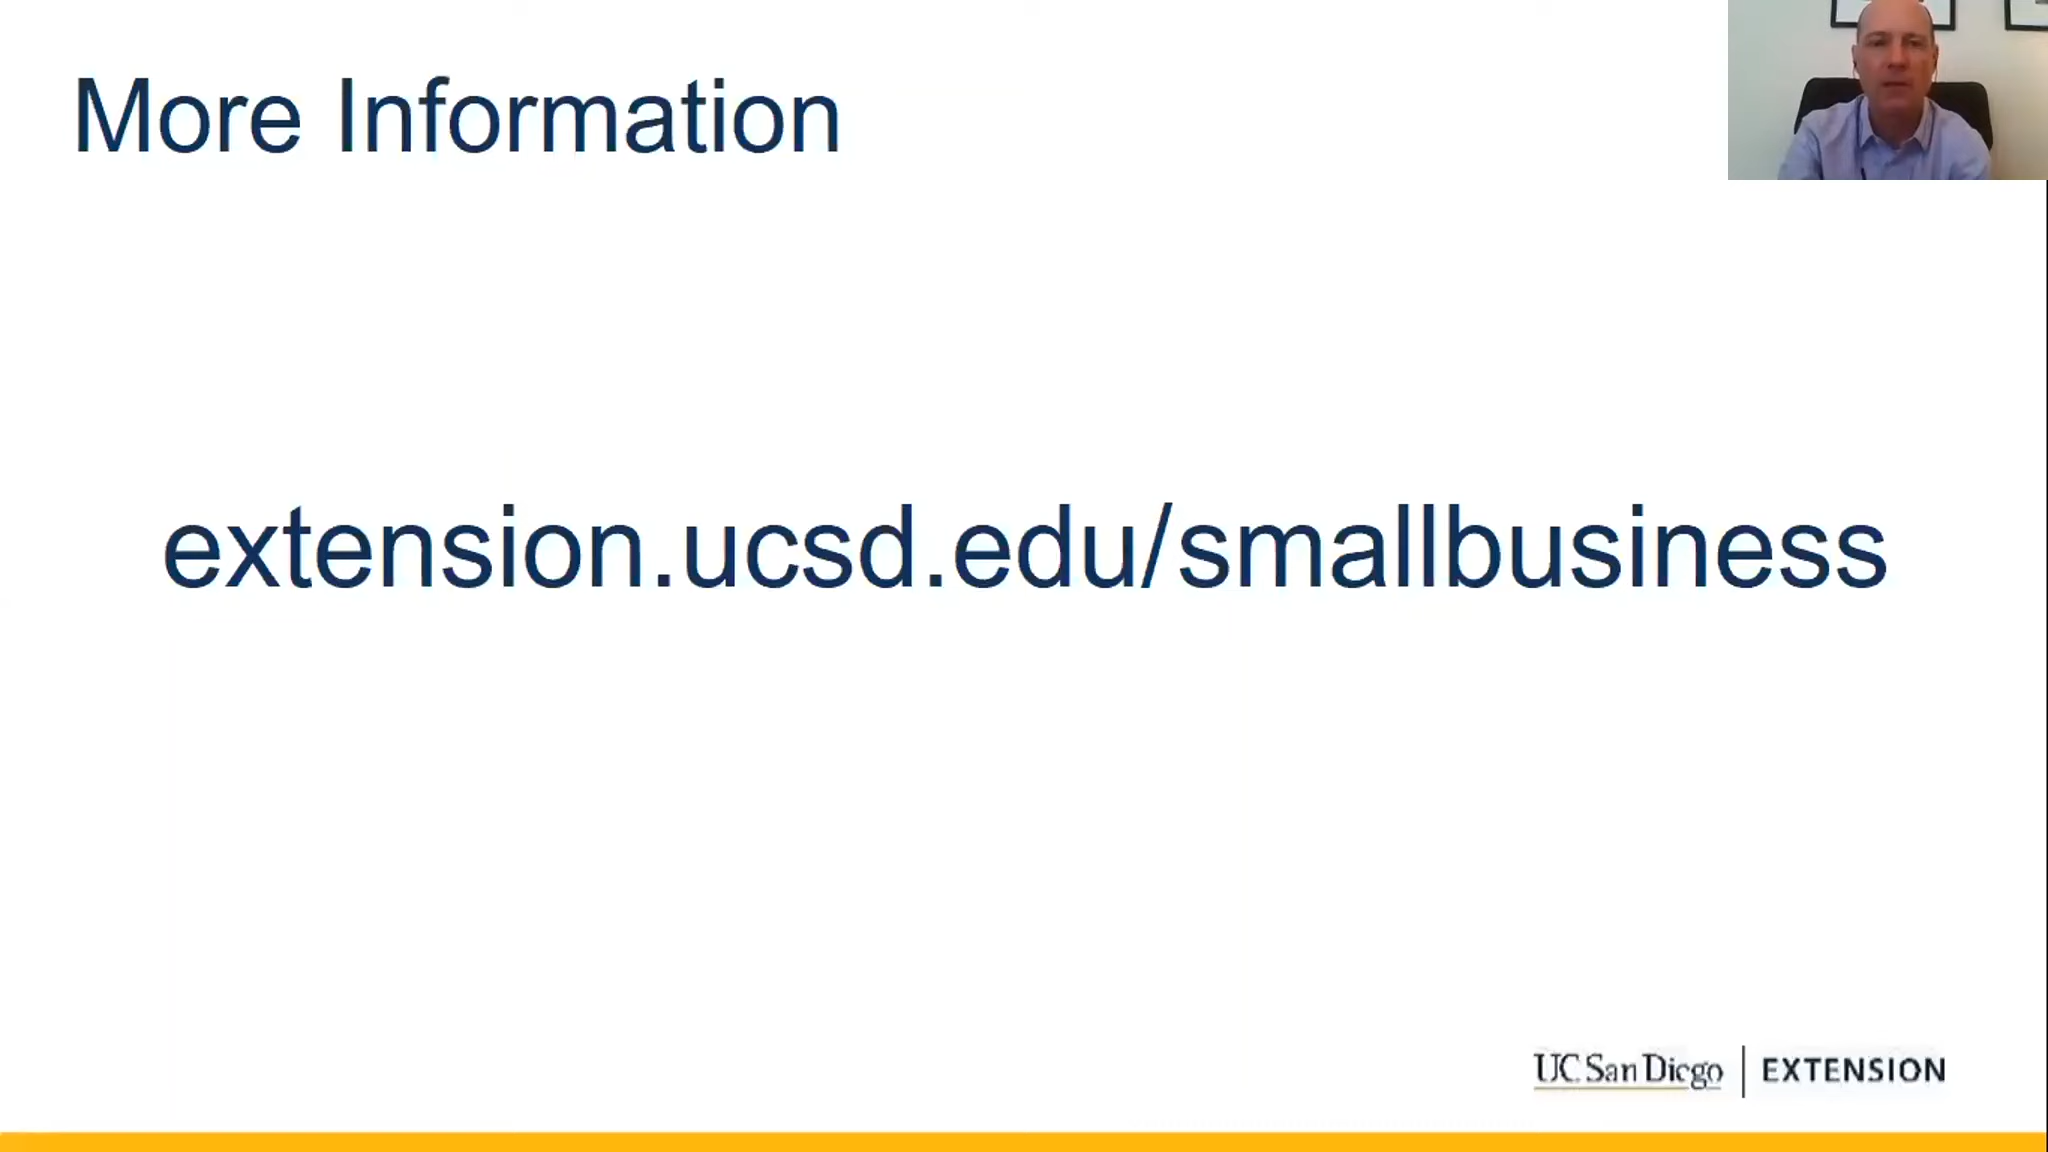 More Information
extension.ucsd.edu/smallbusiness
UC San Diego | EXTENSION